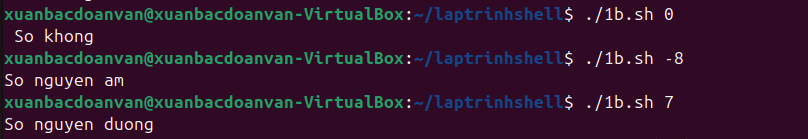 xuanbacdoanvan@xuanbacdoanvan-VirtualBox:~/laptrinhshell$ ./1b.sh 0
 So khong
xuanbacdoanvan@xuanbacdoanvan-VirtualBox:~/laptrinhshell$ ./1b.sh -8
So nguyen am
xuanbacdoanvan@xuanbacdoanvan-VirtualBox:~/laptrinhshell$ ./1b.sh 7
So nguyen duong